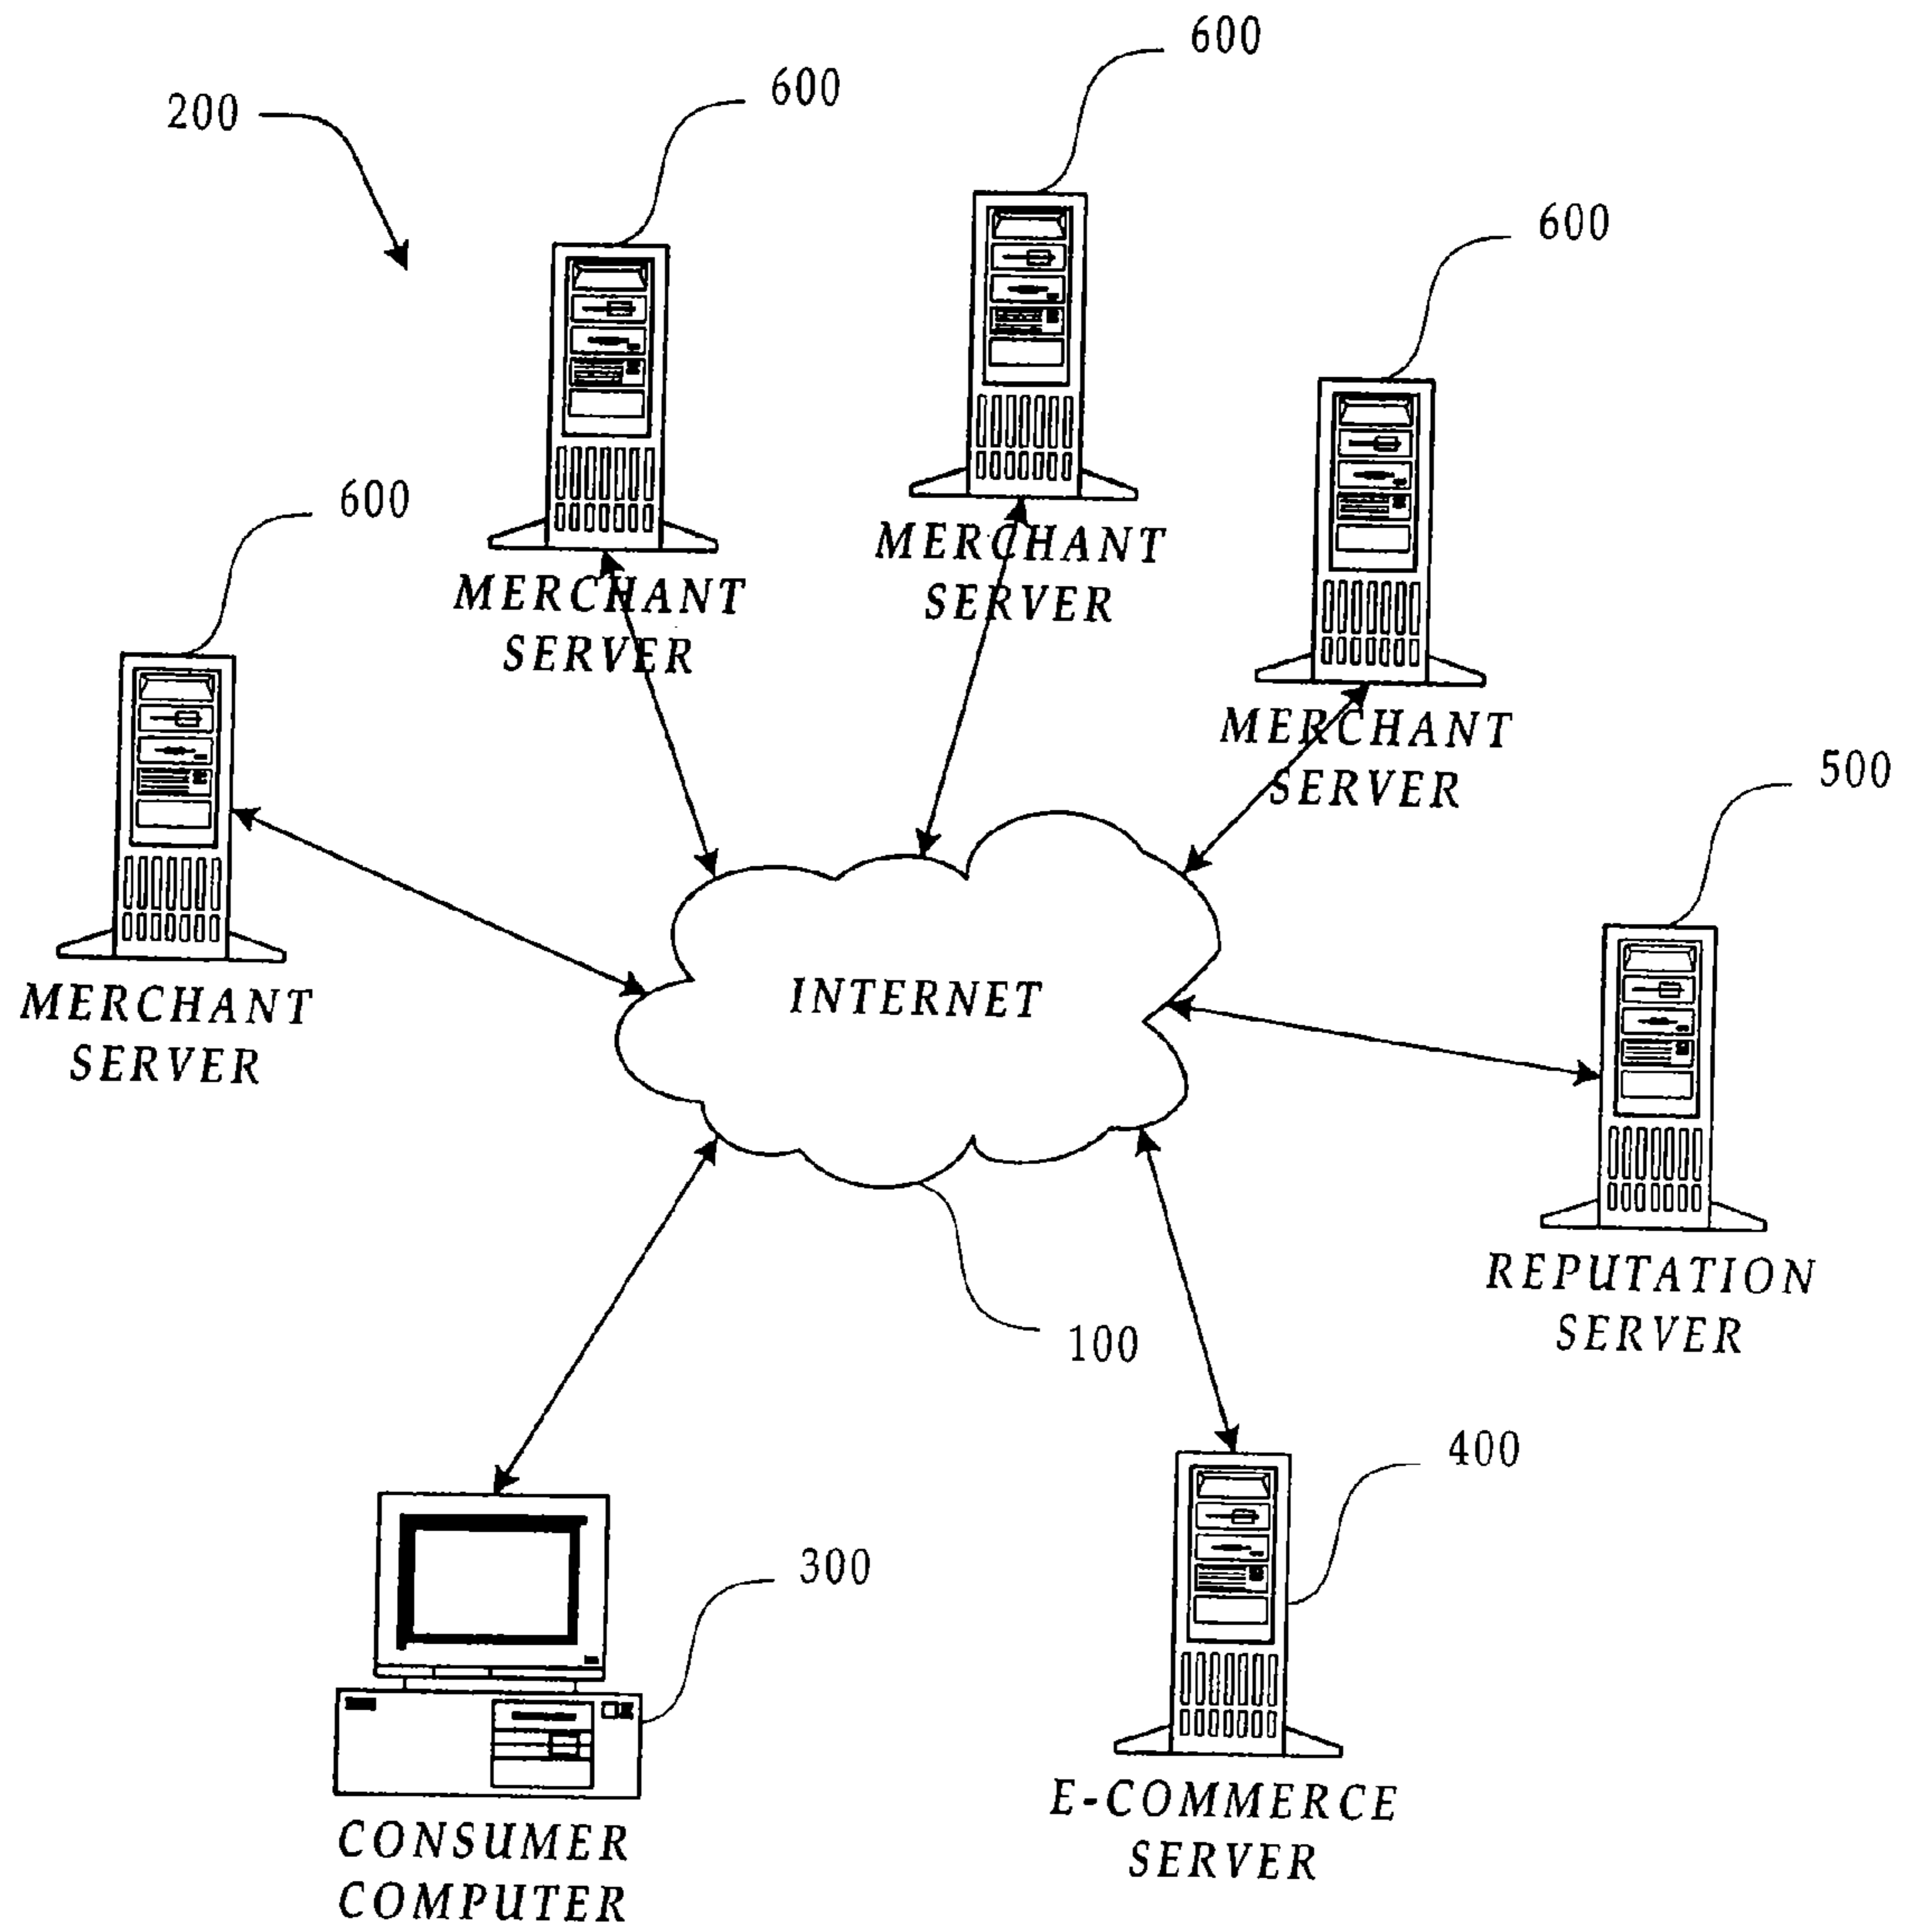 600
600
200
600
600
MERCHANT
SERVER
MERCHANT
SERVER
MERCHANT
SERVER
500
MERCHANT
SERVER
INTERNET
REPUTATION
SERVER
100
400
300
E-COMMERCE
SERVER
CONSUMER
COMPUTER